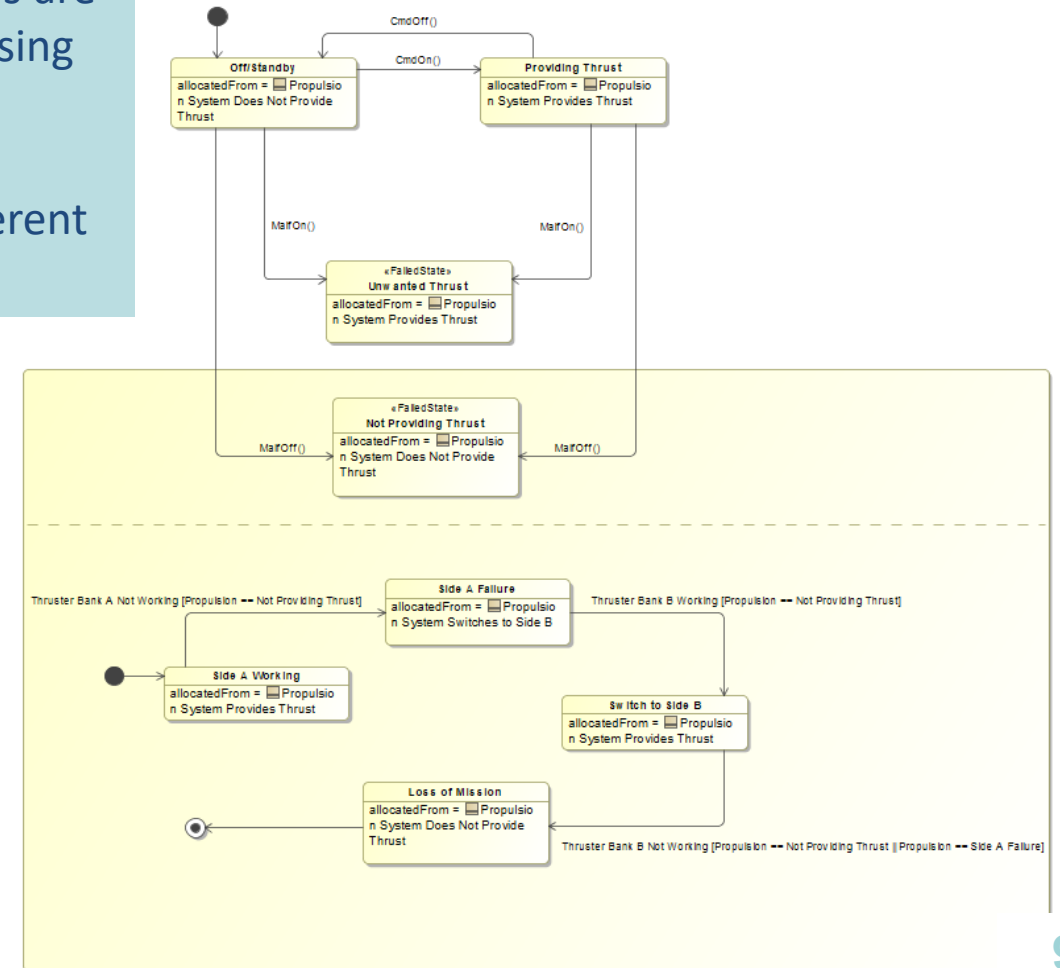 s are
sing
erent
CmdOff()
CmdOn()
Off/Standby
allocatedFrom = Propulsio
n System Does Not Provide
Thrust
Providing Thrust
allocatedFrom = Propulsio
n System Provides Thrust
MalfOn()
MalfOn()
«FailedState»
Unwanted Thrust
allocatedFrom = Propulsio
n System Provides Thrust
«FailedState»
Not Providing Thrust
allocatedFrom = Propulsio
n System Does Not Provide
Thrust
MalfOff()
MalfOff()
Thruster Bank A Not Working [Propulsion == Not Providing Thrust]
Side A Failure
allocatedFrom = Propulsio
n System Switches to Side B
Thruster Bank B Working [Propulsion == Not Providing Thrust]
Side A Working
allocatedFrom = Propulsio
n System Provides Thrust
Switch to Side B
allocatedFrom = Propulsio
n System Provides Thrust
Loss of Mission
allocatedFrom = Propulsio
n System Does Not Provide
Thrust
Thruster Bank B Not Working [Propulsion == Not Providing Thrust || Propulsion == Side A Failure]